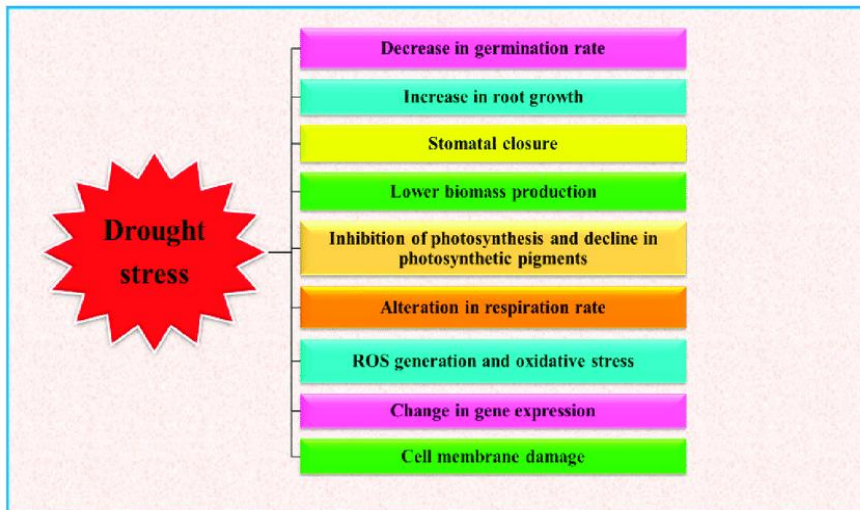 Drought
stress
Decrease in germination rate
Increase in root growth
Stomatal closure
Lower biomass production
Inhibition of photosynthesis and decline in
photosynthetic pigments
Alteration in respiration rate
ROS generation and oxidative stress
Change in gene expression
Cell membrane damage